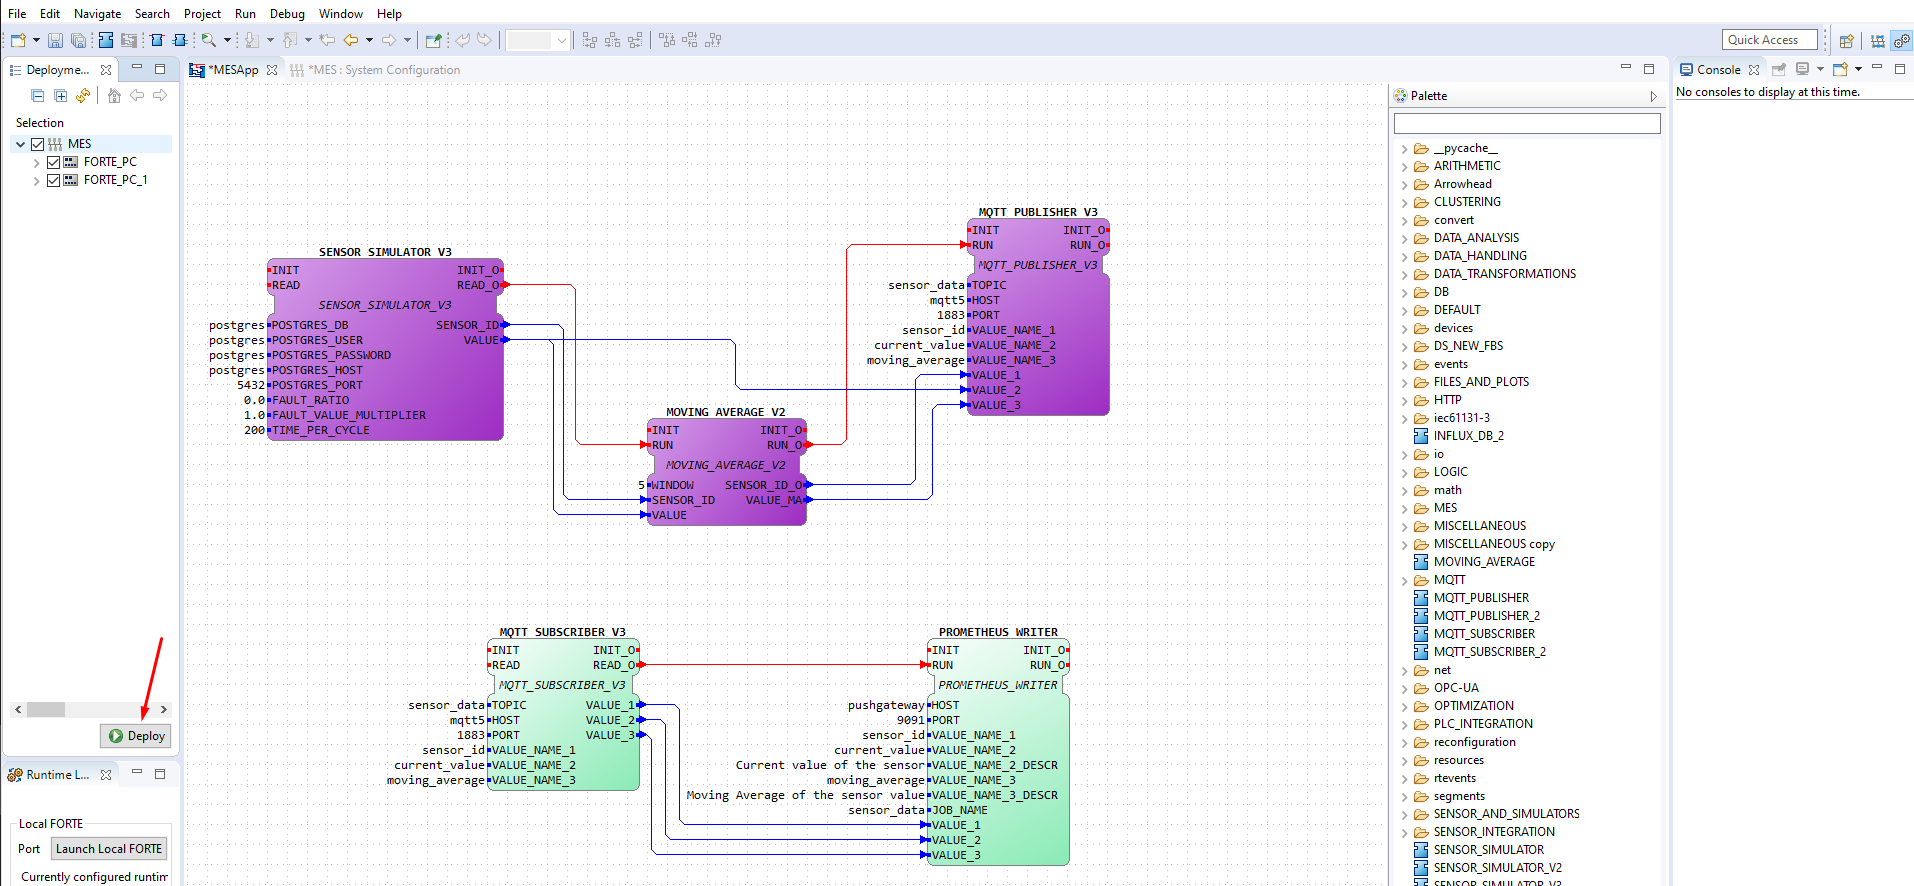 File Edit Navigate Search Project Run Debug Window Help
Quick Access
Deployme...
*MESApp
*MES : System Configuration
Selection
MES
FORTE_PC
FORTE_PC_1
Deploy
Runtime L...
Local FORTE
Port Launch Local FORTE
Currently configured runtim
SENSOR_SIMULATOR_V3
INIT INIT_O
READ READ_O
SENSOR_SIMULATOR_V3
postgres POSTGRES_DB SENSOR_ID
postgres POSTGRES_USER VALUE
postgres POSTGRES_PASSWORD
postgres POSTGRES_HOST
5432 POSTGRES_PORT
0.0 FAULT_RATIO
1.0 FAULT_VALUE_MULTIPLIER
200 TIME_PER_CYCLE
MOVING_AVERAGE_V2
INIT INIT_O
RUN RUN_O
MOVING_AVERAGE_V2
5 WINDOW SENSOR_ID_O
SENSOR_ID VALUE_MA
VALUE
MQTT_PUBLISHER_V3
INIT INIT_O
RUN RUN_O
MQTT_PUBLISHER_V3
sensor_data TOPIC
mqtt5 HOST
1883 PORT
sensor_id VALUE_NAME_1
current_value VALUE_NAME_2
moving_average VALUE_NAME_3
VALUE_1
VALUE_2
VALUE_3
MQTT_SUBSCRIBER_V3
INIT INIT_O
READ READ_O
MQTT_SUBSCRIBER_V3
sensor_data TOPIC VALUE_1
mqtt5 HOST VALUE_2
1883 PORT VALUE_3
sensor_id VALUE_NAME_1
current_value VALUE_NAME_2
moving_average VALUE_NAME_3
PROMETHEUS_WRITER
INIT INIT_O
RUN RUN_O
PROMETHEUS_WRITER
pushgateway HOST
9091 PORT
sensor_id VALUE_NAME_1
current_value VALUE_NAME_2
Current value of the sensor VALUE_NAME_2_DESCR
moving_average VALUE_NAME_3
Moving Average of the sensor value VALUE_NAME_3_DESCR
sensor_data JOB_NAME
VALUE_1
VALUE_2
VALUE_3
Palette
__pycache__
ARITHMETIC
Arrowhead
CLUSTERING
convert
DATA_ANALYSIS
DATA_HANDLING
DATA_TRANSFORMATIONS
DB
DEFAULT
devices
DS_NEW_FBS
events
FILES_AND_PLOTS
HTTP
iec61131-3
INFLUX_DB_2
io
LOGIC
math
MES
MISCELLANEOUS
MISCELLANEOUS copy
MOVING_AVERAGE
MQTT
MQTT_PUBLISHER
MQTT_PUBLISHER_2
MQTT_SUBSCRIBER
MQTT_SUBSCRIBER_2
net
OPC-UA
OPTIMIZATION
PLC_INTEGRATION
reconfiguration
resources
rtevents
segments
SENSOR_AND_SIMULATORS
SENSOR_INTEGRATION
SENSOR_SIMULATOR
SENSOR_SIMULATOR_V2
SENSOR_SIMULATOR_V3
Console
No consoles to display at this time.